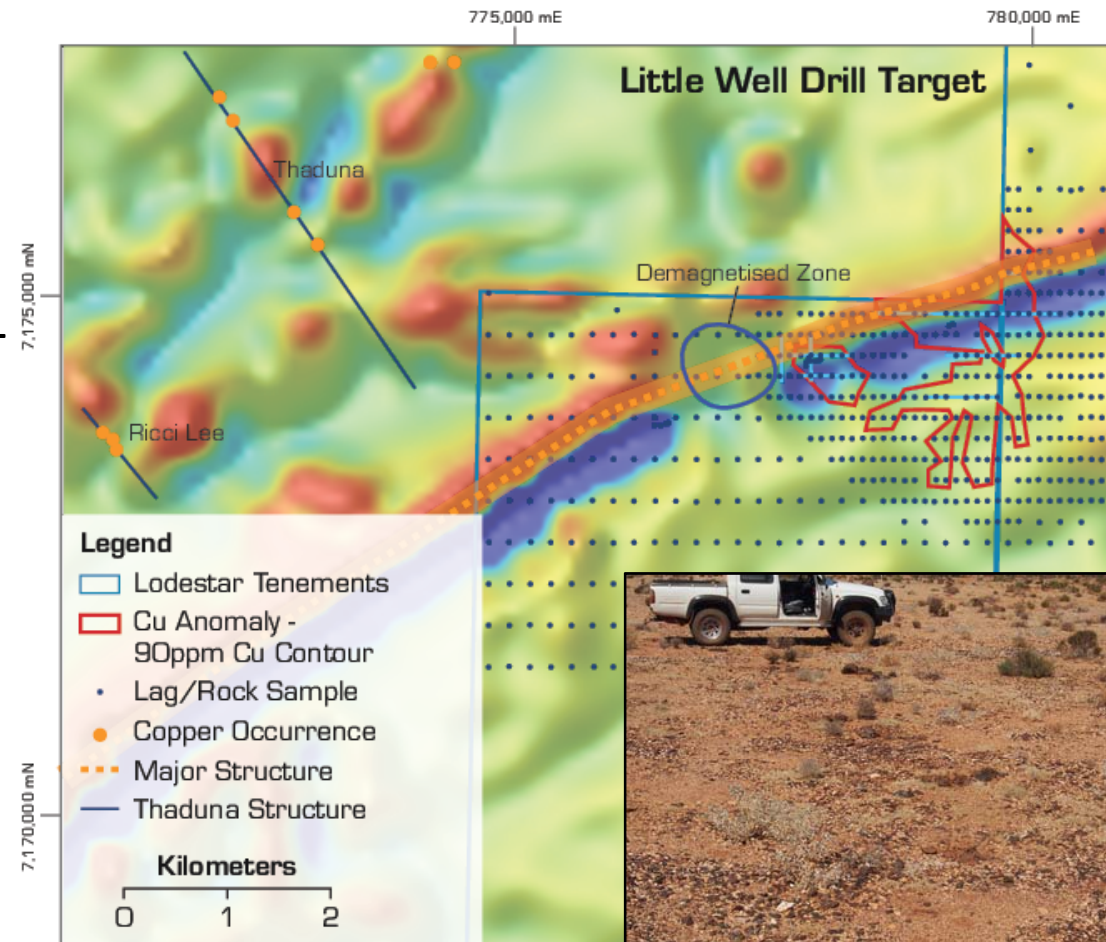 775,000 mE
780,000 mE
Little Well Drill Target
Thaduna
7,175,000 mN
Demagnetised Zone
Ricci Lee
Legend
Lodestar Tenements
Cu Anomaly -
90ppm Cu Contour
Lag/Rock Sample
Copper Occurrence
Major Structure
Thaduna Structure
7,170,000 mN
Kilometers
0 1 2